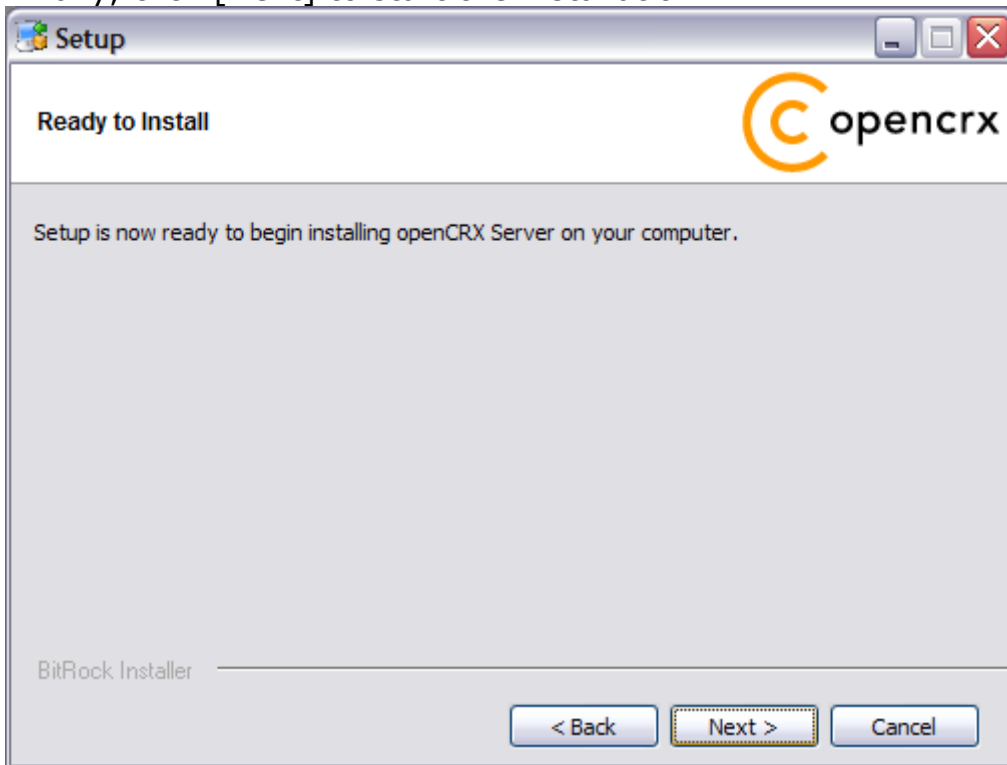 Setup
Ready to Install
opencrx
Setup is now ready to begin installing openCRX Server on your computer.
BitRock Installer
< Back
Next >
Cancel